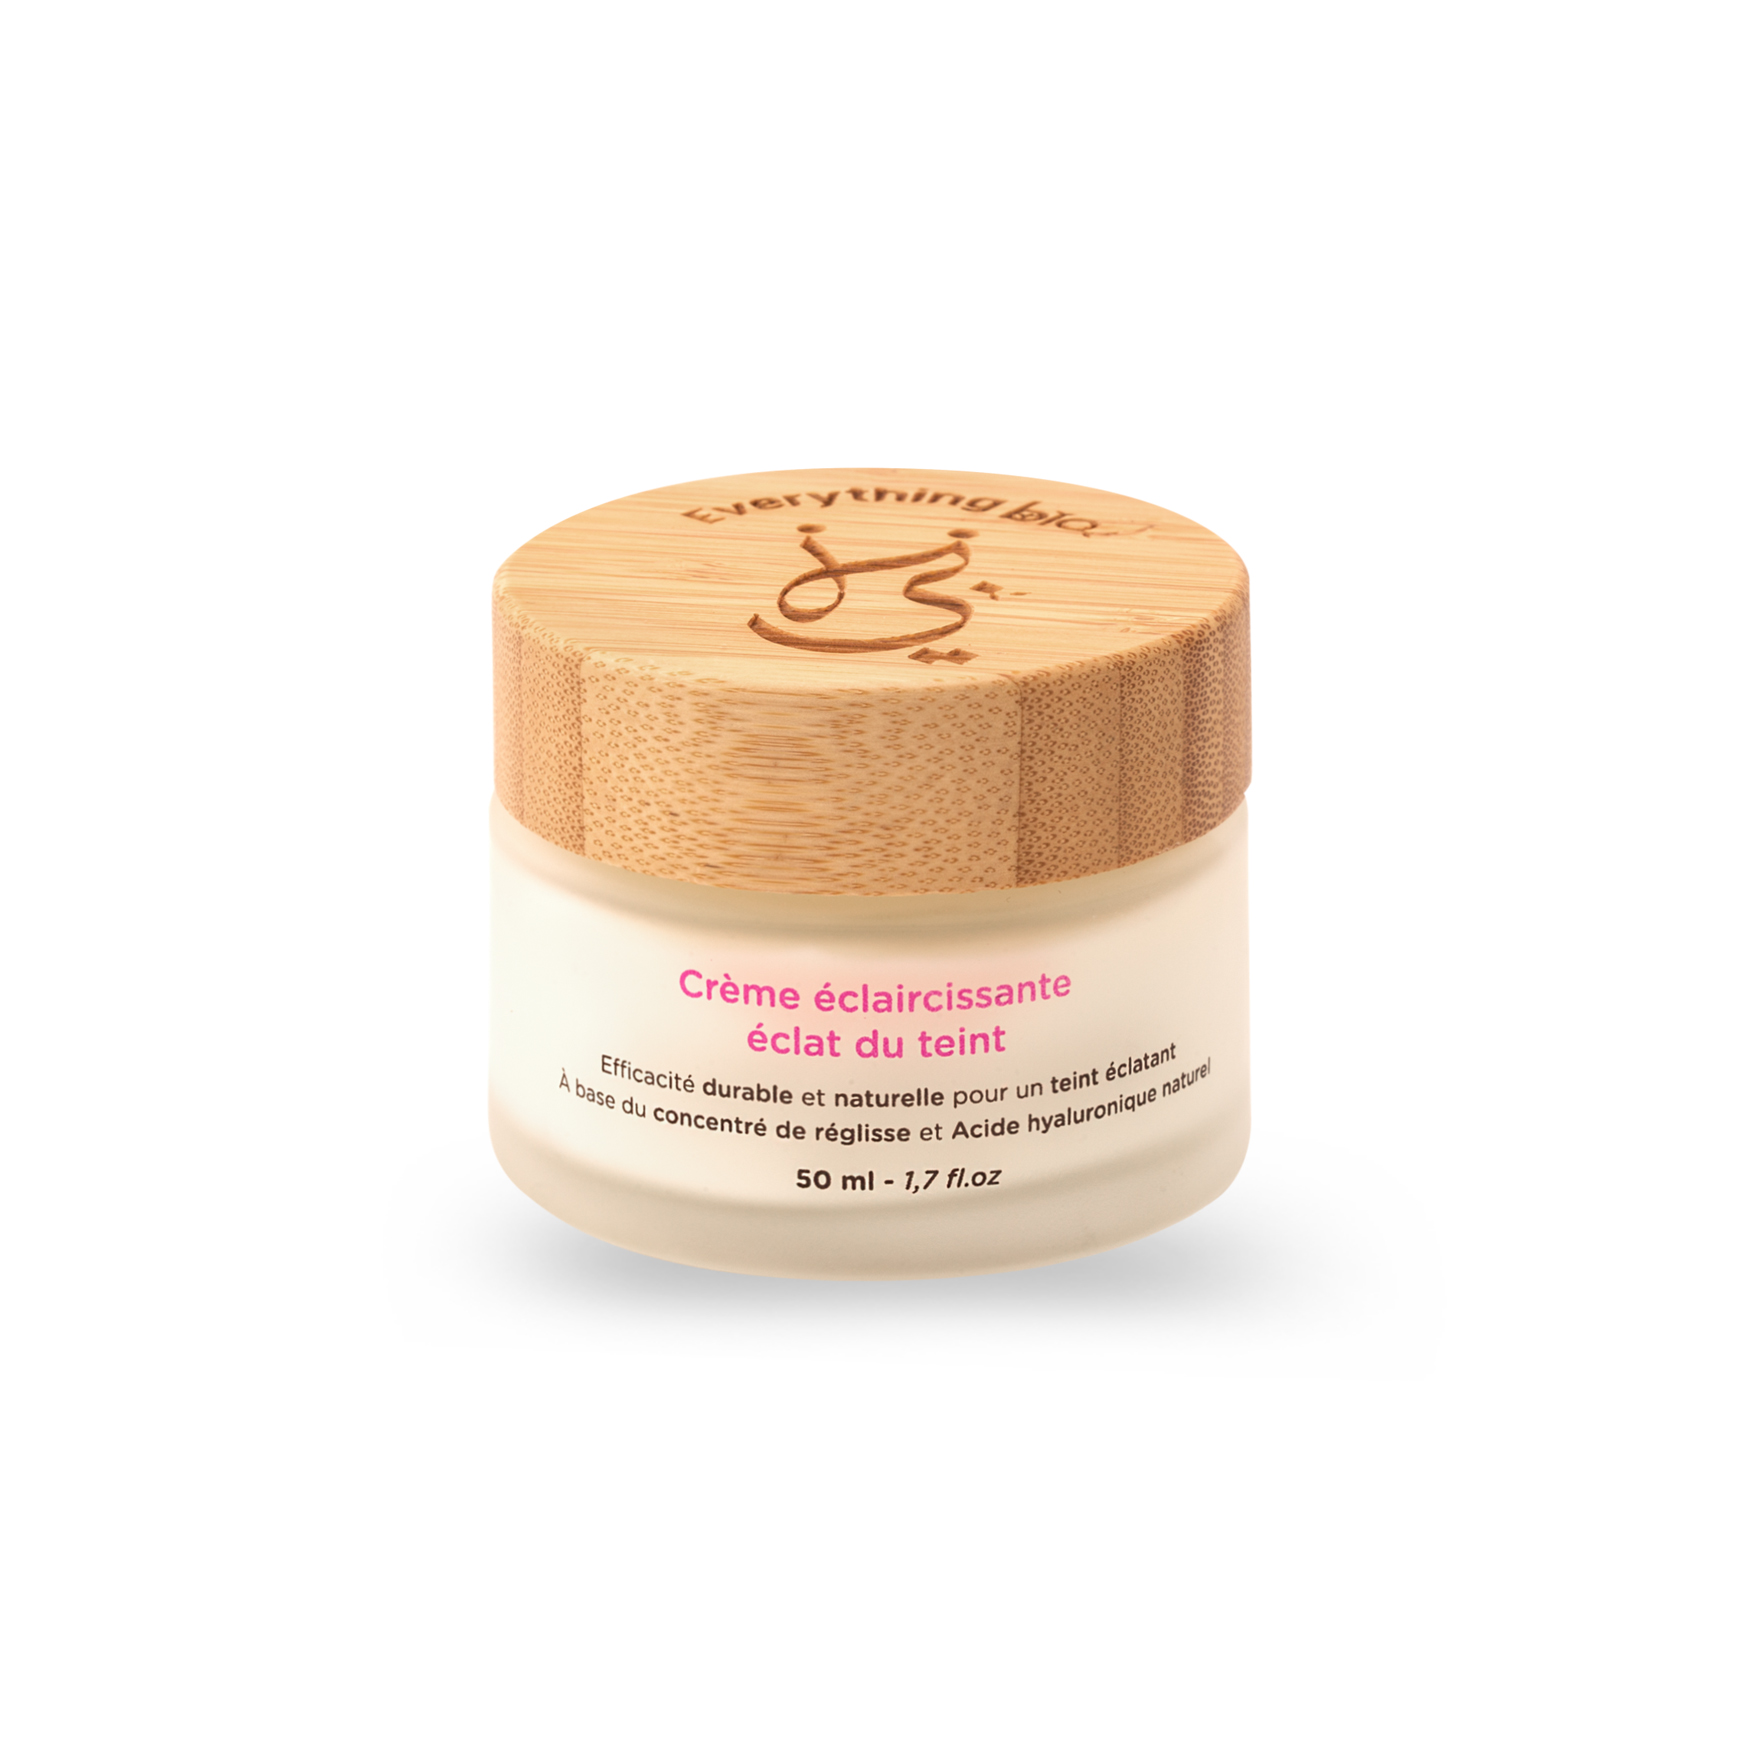 Everything bio
Crème éclaircissante
éclat du teint
Efficacité durable et naturelle pour un teint éclatant
À base du concentré de réglisse et Acide hyaluronique naturel
50 ml - 1,7 fl.oz